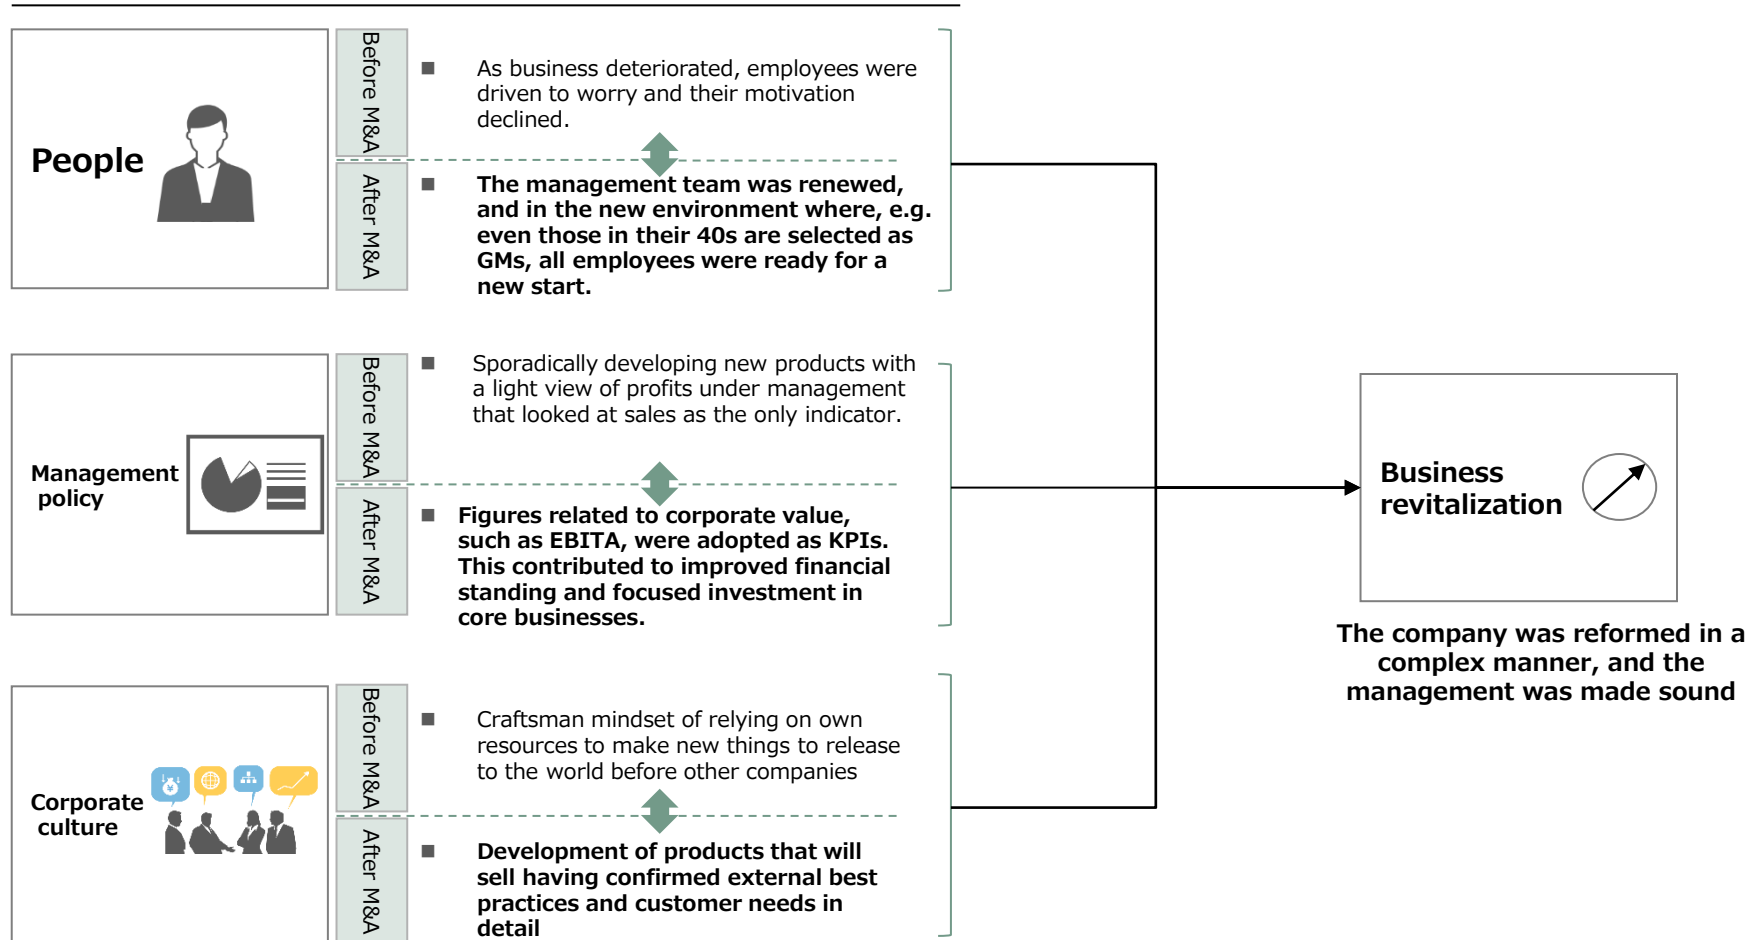 People
Before M&A
■ As business deteriorated, employees were
driven to worry and their motivation
declined.
After M&A
■ The management team was renewed,
and in the new environment where, e.g.
even those in their 40s are selected as
GMs, all employees were ready for a
new start.
Management
policy
Before M&A
■ Sporadically developing new products with
a light view of profits under management
that looked at sales as the only indicator.
After M&A
■ Figures related to corporate value,
such as EBITA, were adopted as KPIs.
This contributed to improved financial
standing and focused investment in
core businesses.
Corporate
culture
¥
Before M&A
■ Craftsman mindset of relying on own
resources to make new things to release
to the world before other companies
After M&A
■ Development of products that will
sell having confirmed external best
practices and customer needs in
detail
Business
revitalization
The company was reformed in a
complex manner, and the
management was made sound